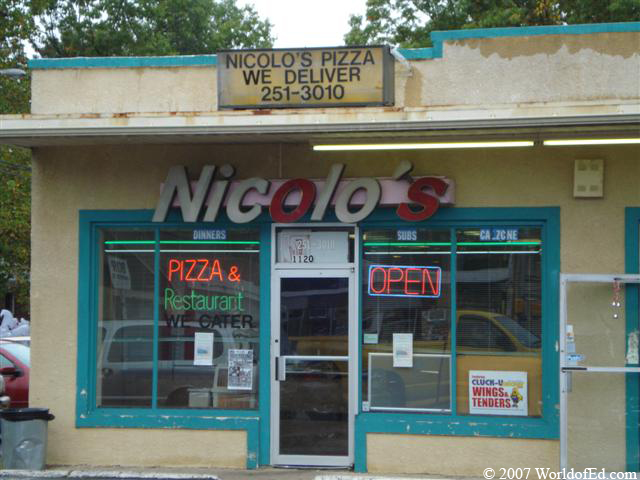 NICOLO'S PIZZA
WE DELIVER
251-3010
Nicolo's
DINNERS
251-3010
SUBS
1120
PIZZA &
Restaurant
WE CATER
OPEN
CLUCK-U
WINGS &
TENDERS
© 2007 WorldofEd.com